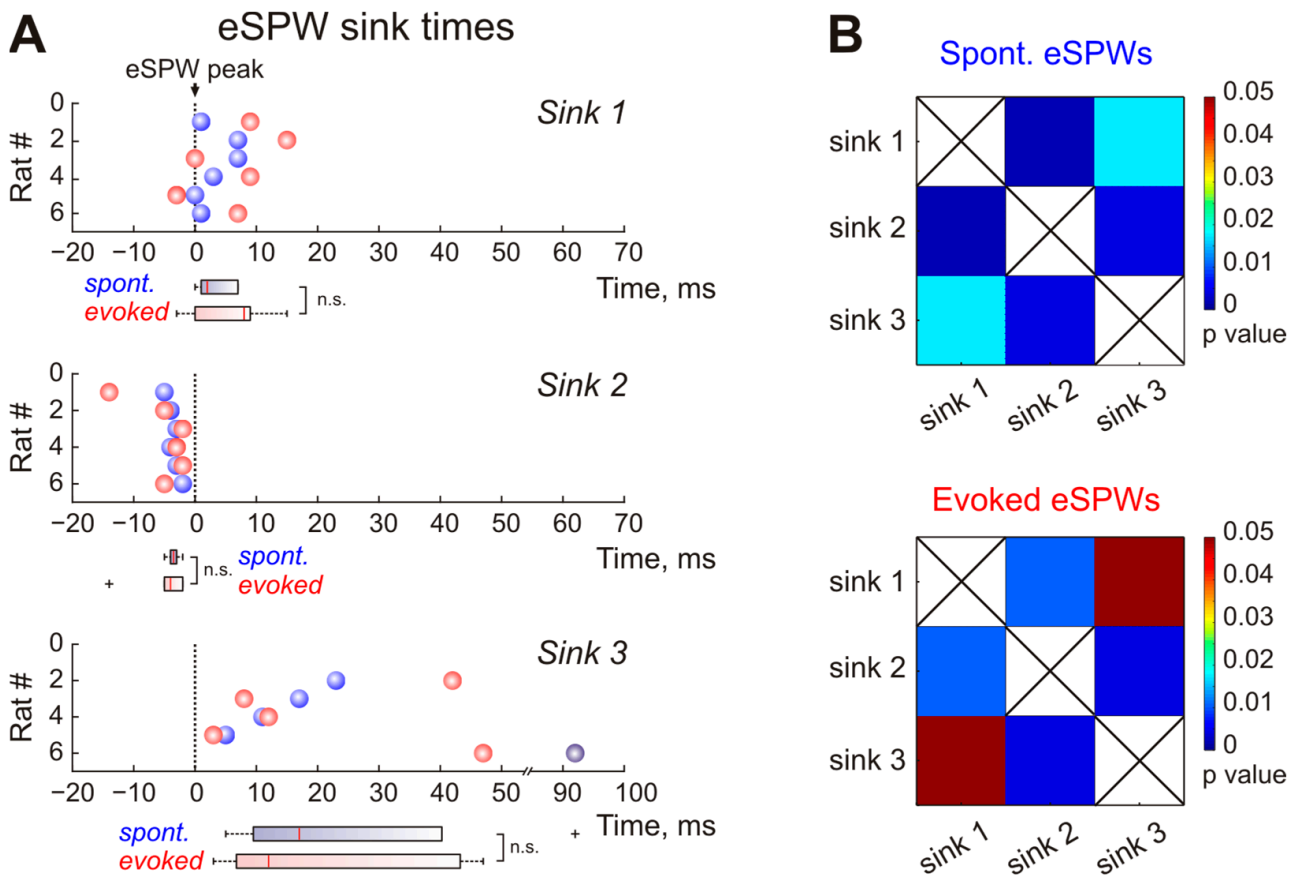 A
eSPW sink times
eSPW peak
Sink 1
Rat #
0
2
4
6
−20 −10 0 10 20 30 40 50 60 70
Time, ms
spont.
evoked
n.s.
Sink 2
Rat #
0
2
4
6
−20 −10 0 10 20 30 40 50 60 70
Time, ms
spont.
evoked
n.s.
Sink 3
Rat #
0
2
4
6
−20 −10 0 10 20 30 40 50 90 100
Time, ms
spont.
evoked
n.s.
B
Spont. eSPWs
sink 1
sink 2
sink 3
sink 1 sink 2 sink 3
0.05
0.04
0.03
0.02
0.01
0
p value
Evoked eSPWs
sink 1
sink 2
sink 3
sink 1 sink 2 sink 3
0.05
0.04
0.03
0.02
0.01
0
p value